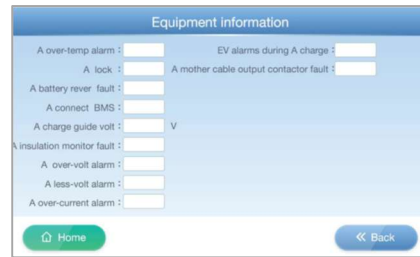 Equipment information
A over-temp alarm :
EV alarms during A charge :
A lock :
A mother cable output contactor fault :
A battery rever fault :
A connect BMS :
A charge guide volt : V
A insulation monitor fault :
A over-volt alarm :
A less-volt alarm :
A over-current alarm :
Home
Back